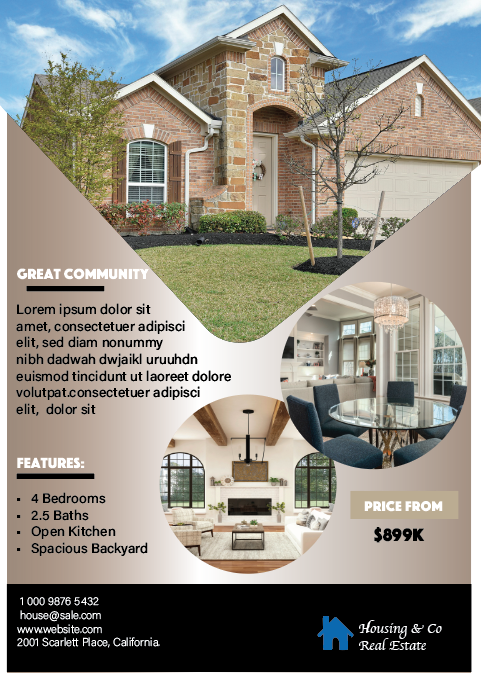 GREAT COMMUNITY
Lorem ipsum dolor sit
amet, consectetuer adipisci
elit, sed diam nonummy
nibh dadwah dwjaikl uruuhdn
euismod tincidunt ut laoreet dolore
volutpat.consectetuer adipisci
elit, dolor sit
FEATURES:
▪ 4 Bedrooms
▪ 2.5 Baths
▪ Open Kitchen
▪ Spacious Backyard
PRICE FROM
$899K
1 000 9876 5432
house@sale.com
www.website.com
2001 Scarlett Place, California.
Housing & Co
Real Estate